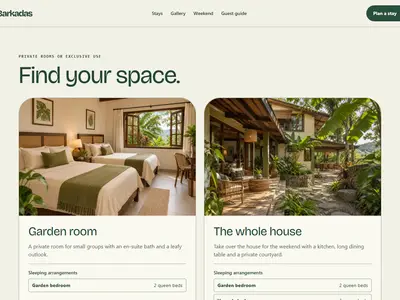 Barkadas
Stays Gallery Weekend Guest guide
Plan a stay
PRIVATE ROOMS OR EXCLUSIVE USE
Find your space.
Garden room
A private room for small groups with an en-suite bath and a leafy
outlook.
Sleeping arrangements
Garden bedroom 2 queen beds
The whole house
Take over the house for the weekend with a kitchen, long dining
table and a private courtyard.
Sleeping arrangements
Garden bedroom 2 queen beds